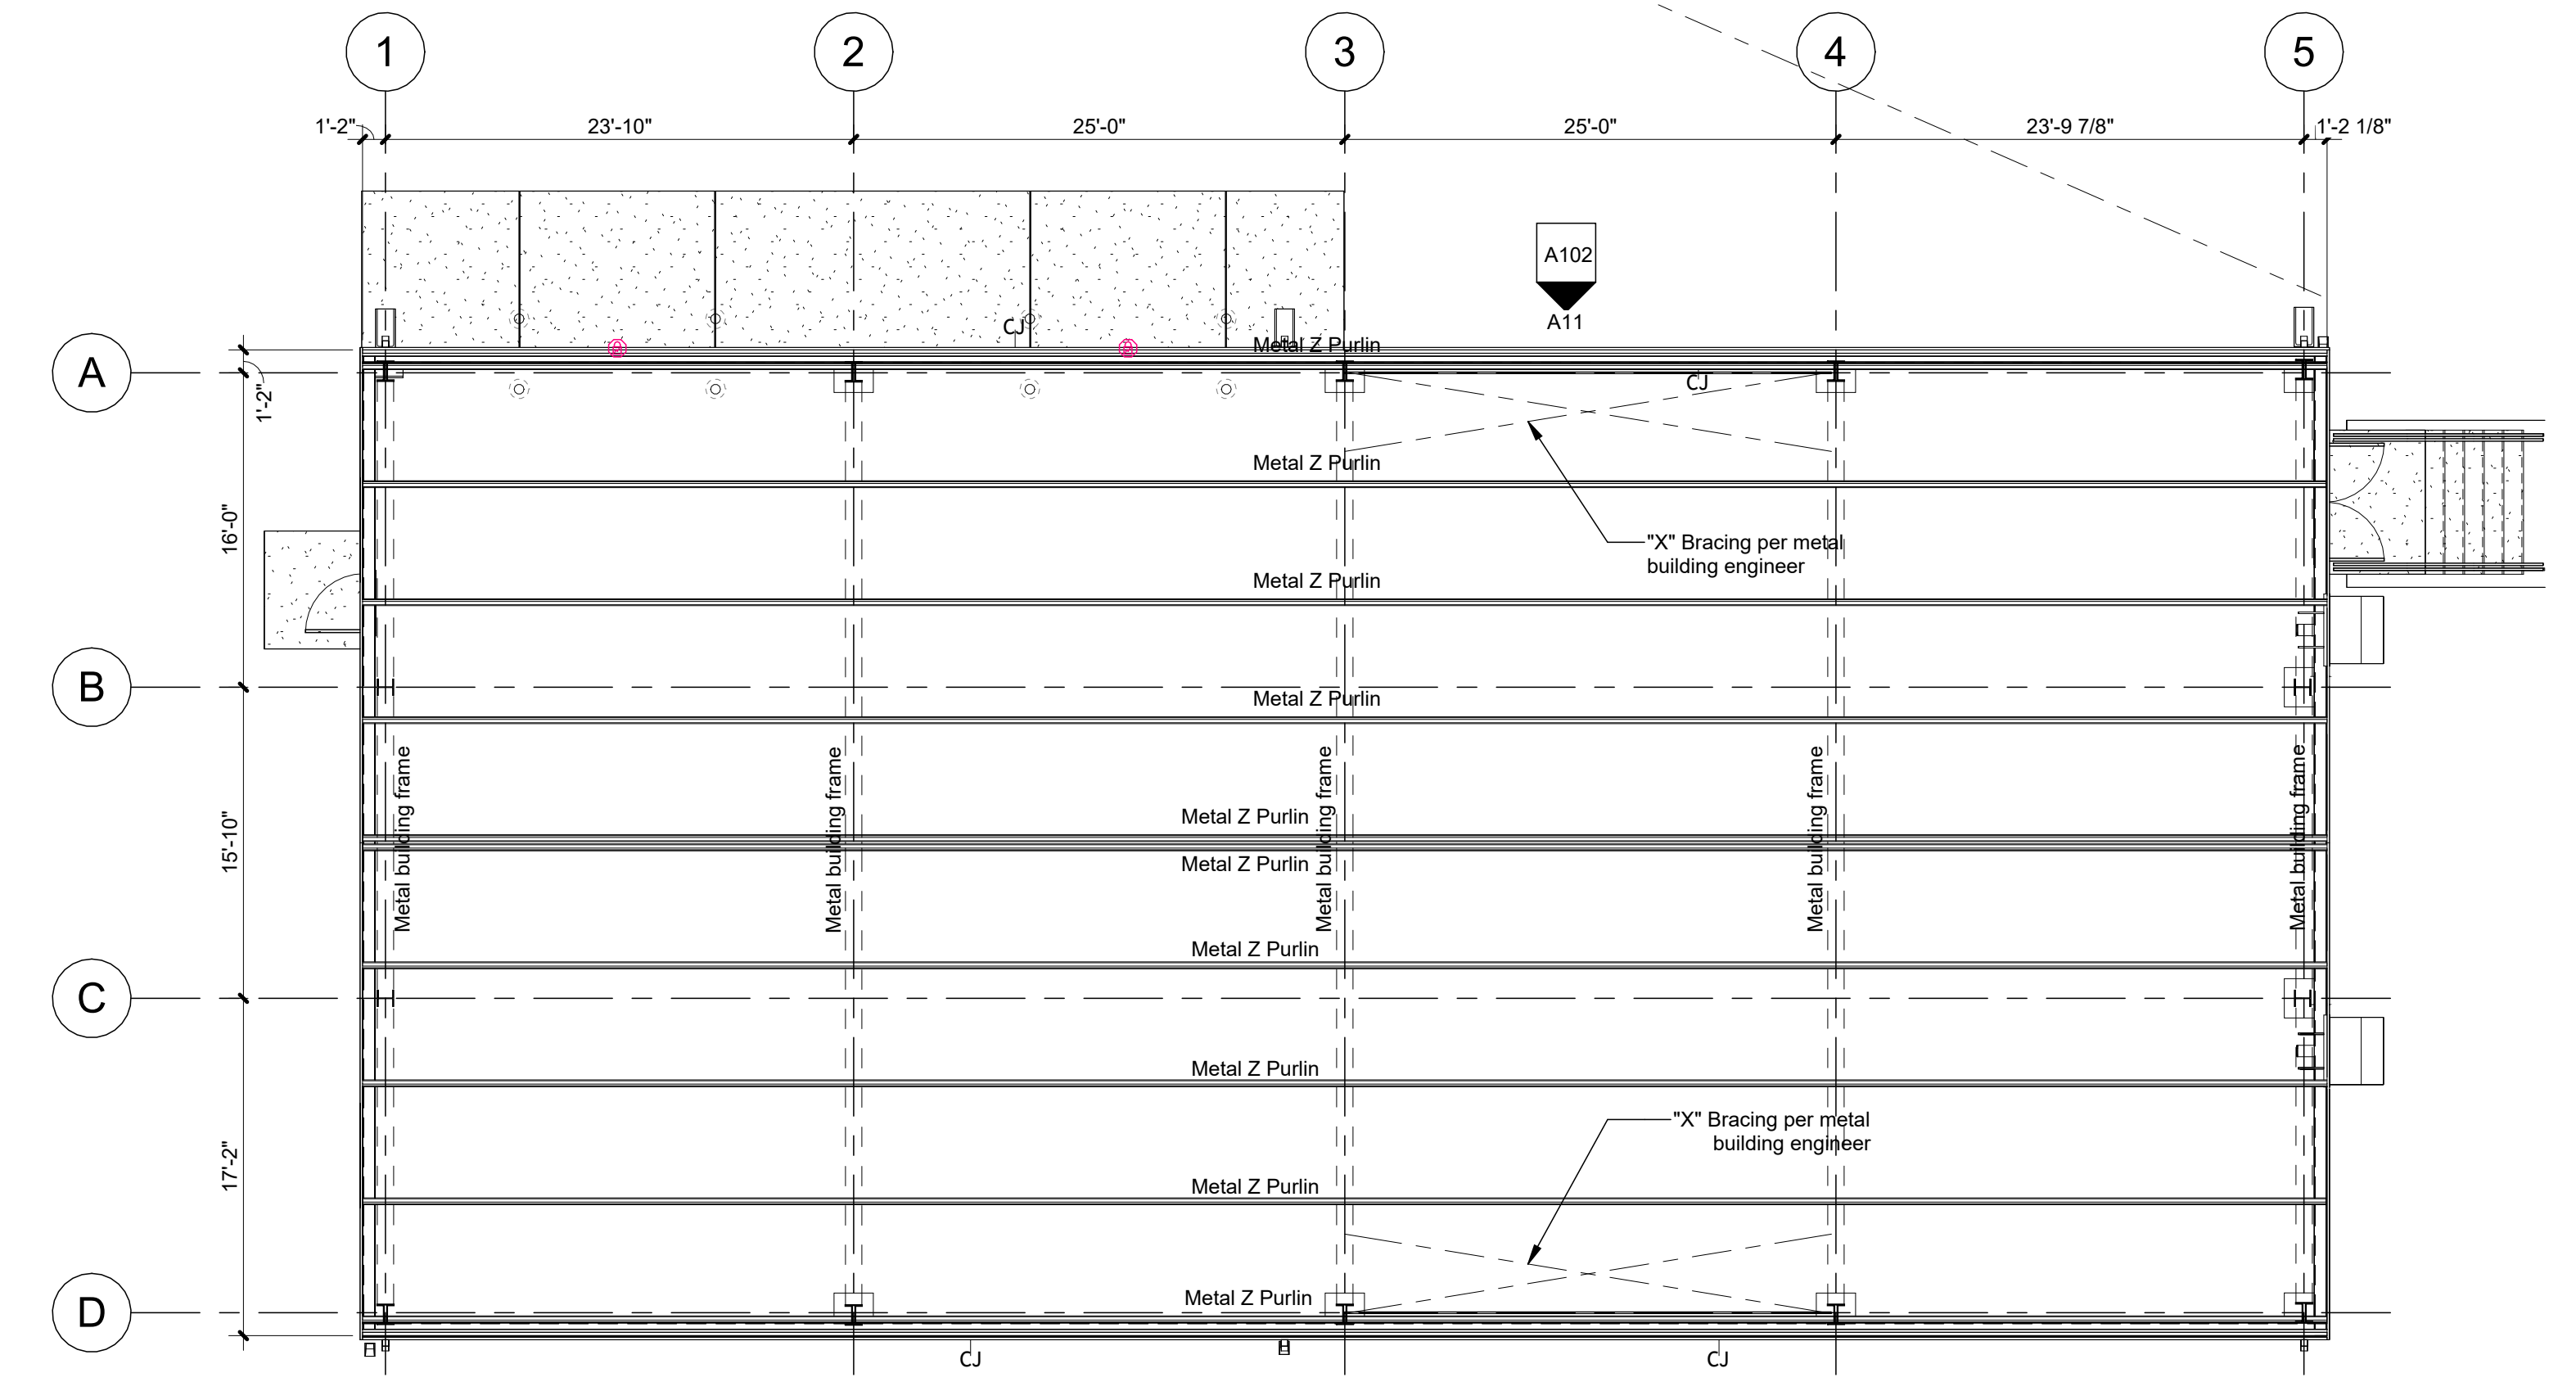 1
2
3
4
5
1'-2"
23'-10"
25'-0"
25'-0"
23'-9 7/8"
1'-2 1/8"
A102
A11
CJ
Metal Z Purlin
A
1'-2"
CJ
Metal Z Purlin
16'-0"
"X" Bracing per metal
building engineer
Metal Z Purlin
B
Metal Z Purlin
Metal building frame
Metal building frame
Metal building frame
Metal building frame
Metal building frame
15'-10"
Metal Z Purlin
Metal Z Purlin
Metal Z Purlin
C
Metal Z Purlin
"X" Bracing per metal
building engineer
17'-2"
Metal Z Purlin
Metal Z Purlin
D
CJ
CJ